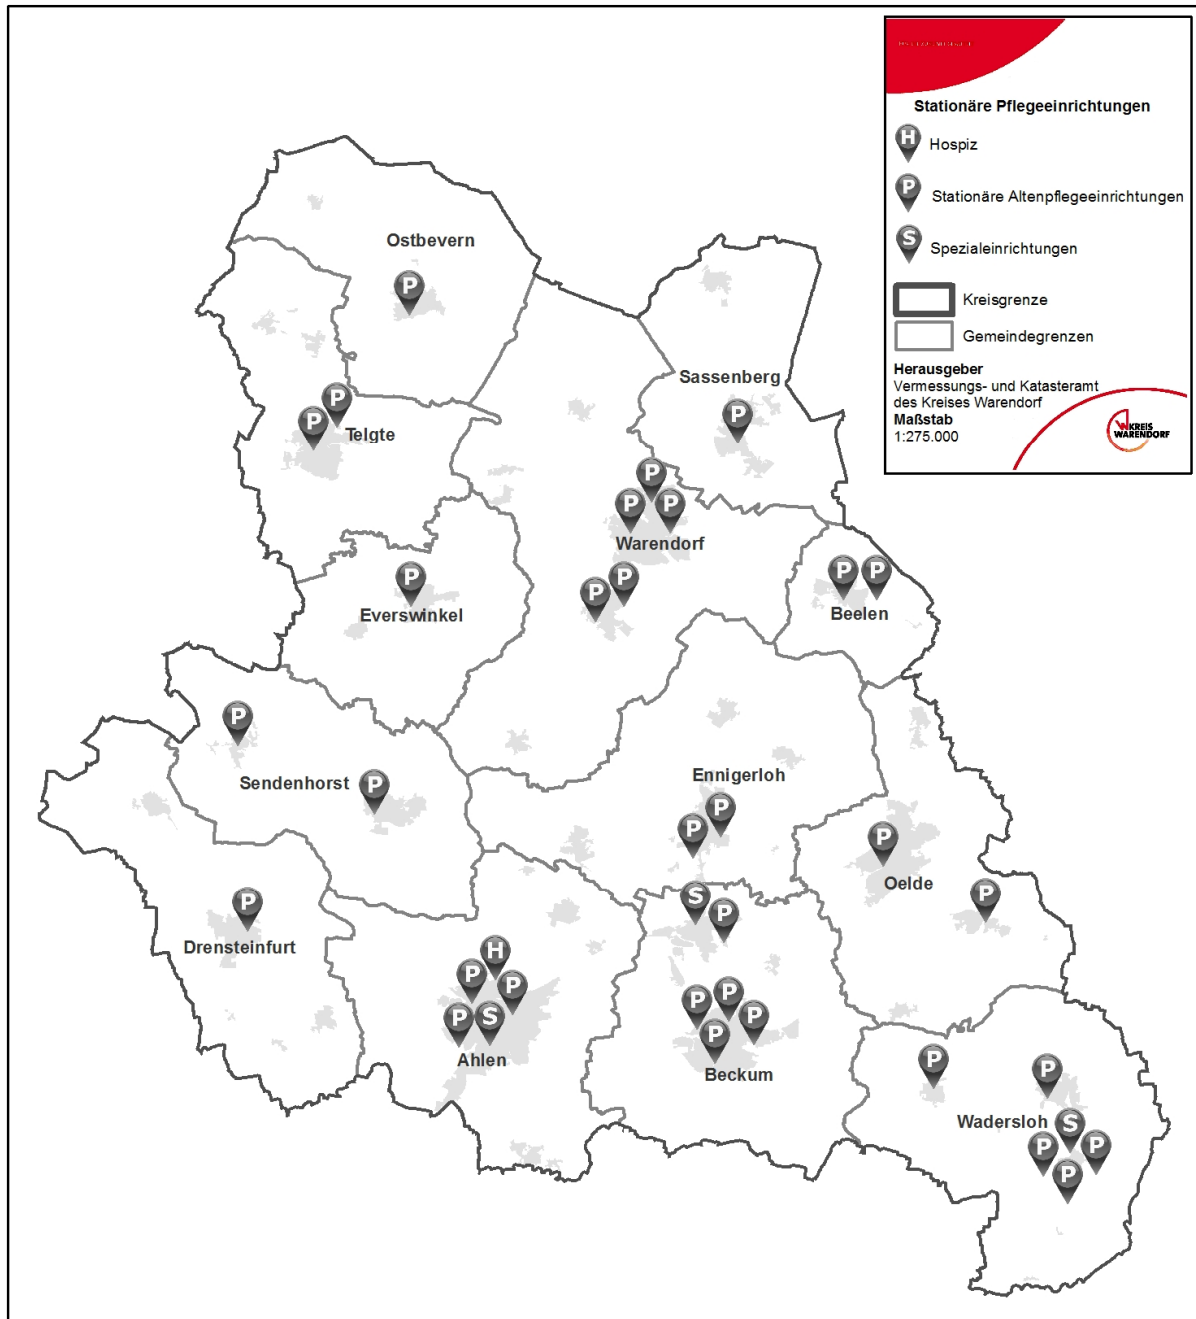 Stationäre Pflegeeinrichtungen
H Hospiz
P Stationäre Altenpflegeeinrichtungen
S Spezialeinrichtungen
Kreisgrenze
Gemeindegrenzen
Herausgeber
Vermessungs- und Katasteramt
des Kreises Warendorf
Maßstab
1:275.000
KREIS
WARENDORF
Ostbevern
P
Sassenberg
P
P
P
Telgte
P
P P
Warendorf
P P
P
Everswinkel
P P
Beelen
P
Sendenhorst
P
Ennigerloh
P
P
P
Oelde
P
P
Drensteinfurt
S
P
H
P
P
P S
Ahlen
P
P
P
P
Beckum
P
P
Wadersloh
S
P
P
P